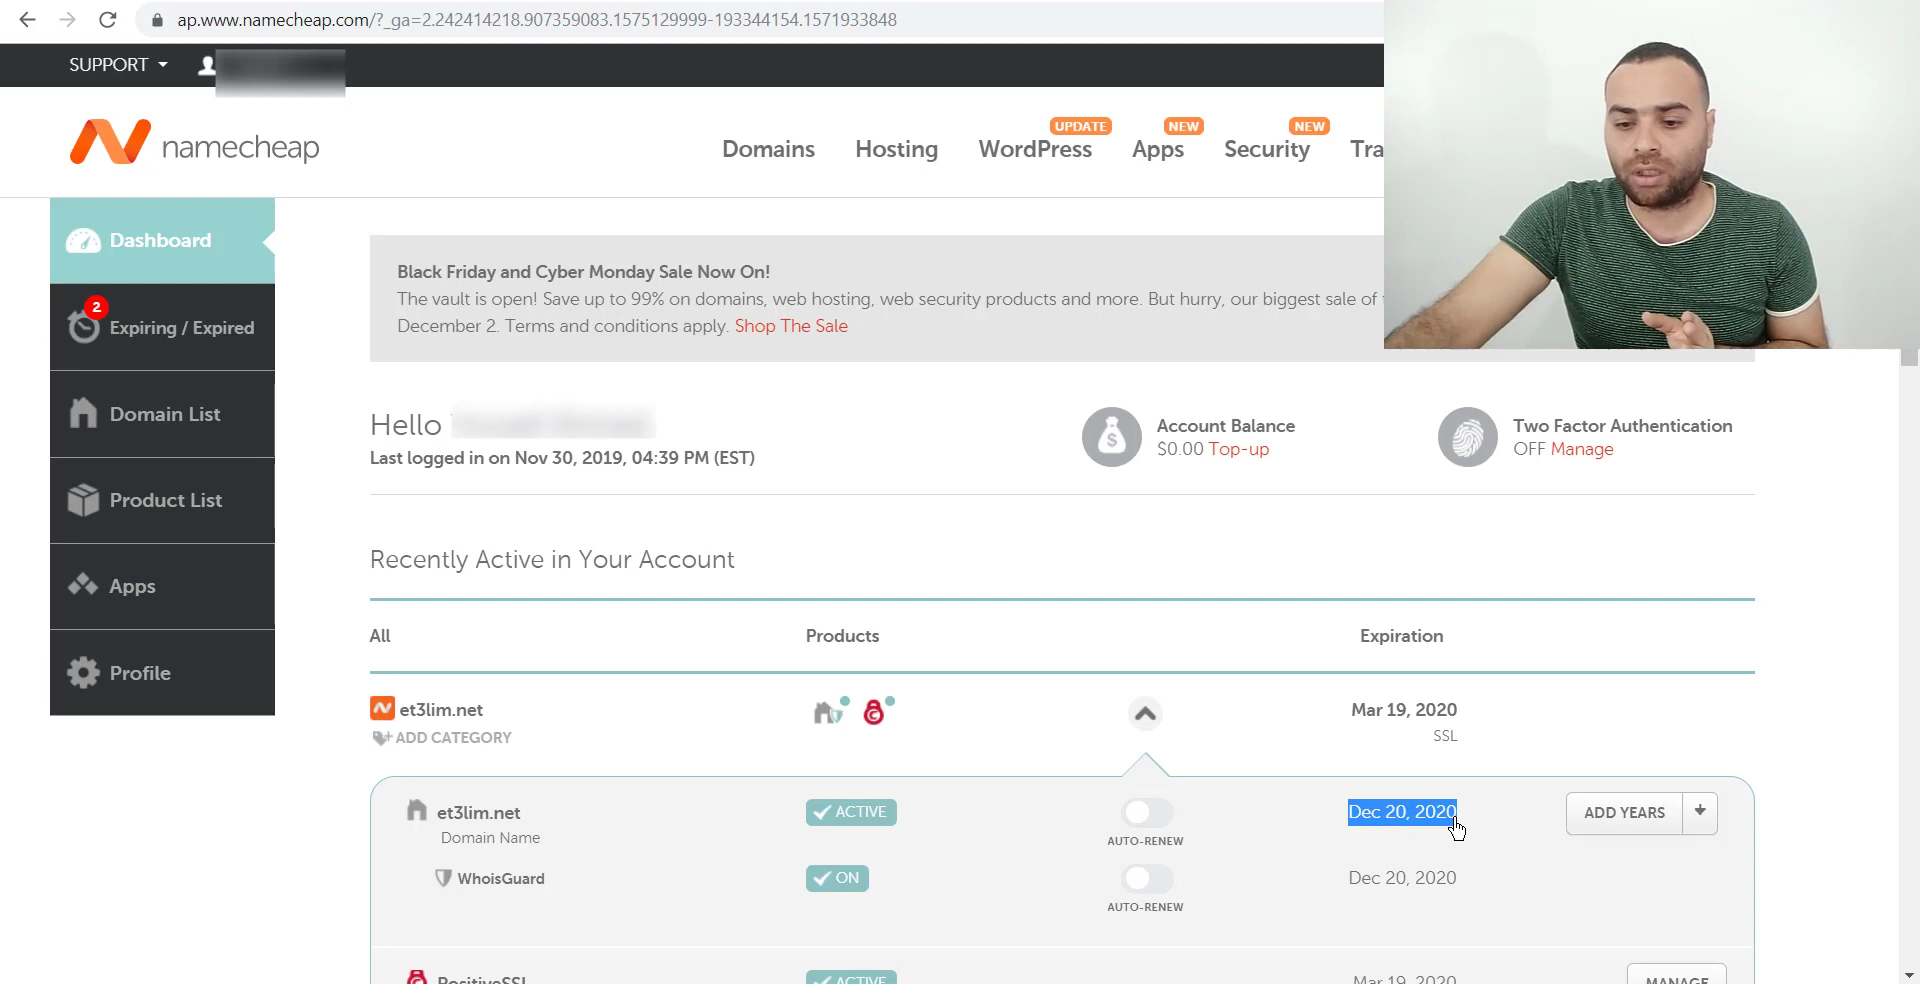 ap.www.namecheap.com/?_ga=2.242414218.907359083.1575129999-193344154.1571933848
SUPPORT
namecheap
Domains
Hosting
WordPress
UPDATE
Apps
NEW
Security
NEW
Tra
Dashboard
2
Expiring / Expired
Domain List
Product List
Apps
Profile
Black Friday and Cyber Monday Sale Now On!
The vault is open! Save up to 99% on domains, web hosting, web security products and more. But hurry, our biggest sale of
December 2. Terms and conditions apply. Shop The Sale
Hello
Last logged in on Nov 30, 2019, 04:39 PM (EST)
Account Balance
$0.00 Top-up
Two Factor Authentication
OFF Manage
Recently Active in Your Account
All
Products
Expiration
et3lim.net
ADD CATEGORY
Mar 19, 2020
SSL
et3lim.net
Domain Name
ACTIVE
AUTO-RENEW
Dec 20, 2020
ADD YEARS
WhoisGuard
ON
AUTO-RENEW
Dec 20, 2020
PositiveSSL
ACTIVE
Mar 19, 2020
MANAGE